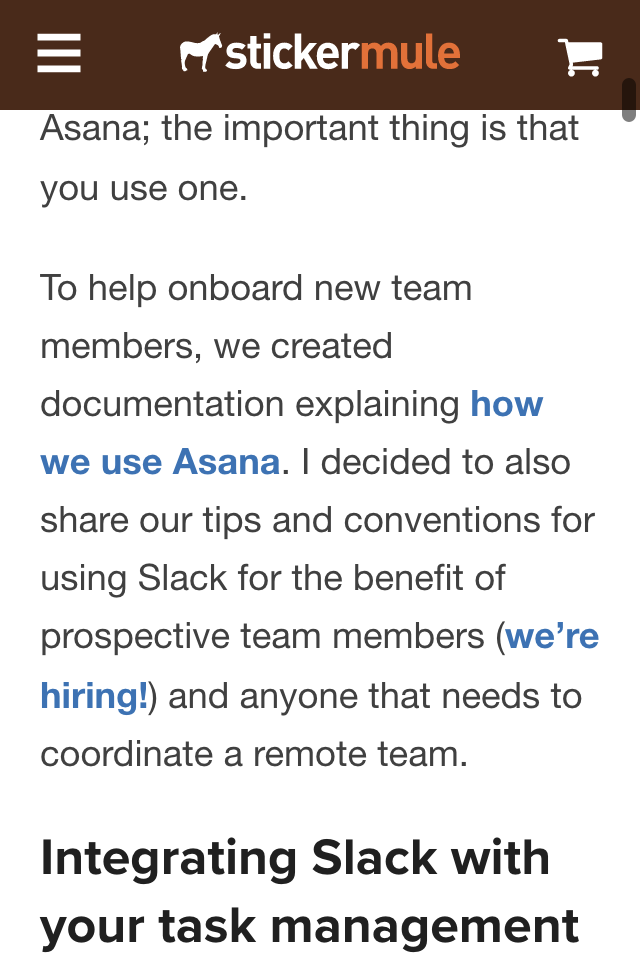 stickermule
Asana; the important thing is that
you use one.
To help onboard new team
members, we created
documentation explaining how
we use Asana. I decided to also
share our tips and conventions for
using Slack for the benefit of
prospective team members (we’re
hiring!) and anyone that needs to
coordinate a remote team.
Integrating Slack with
your task management